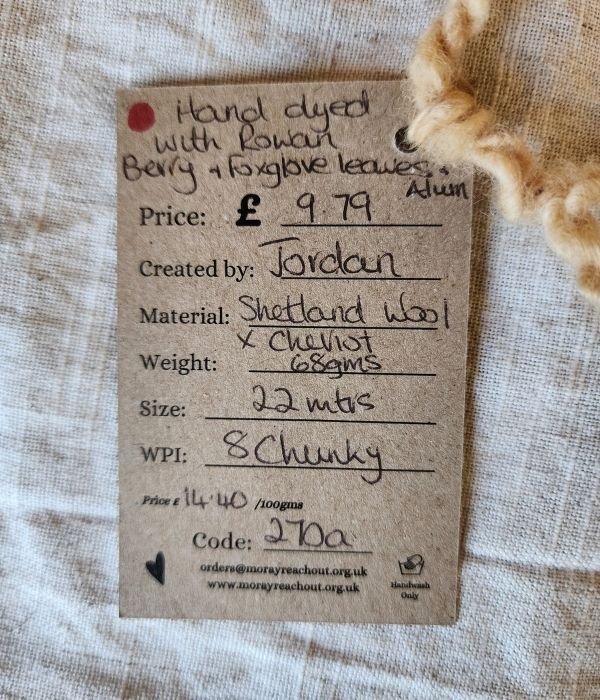 Hand dyed
with Rowan
Berry + Foxglove leaves +
Alum
Price: £ 9.79
Created by: Jordan
Material: Shetland Wool
x Cheviot
Weight: 68gms
Size: 22 mtrs
WPI: 8 Chunky
Price £ 14.40 /100gms
Code: 270a
orders@morayreachout.org.uk
www.morayreachout.org.uk
Handwash
Only